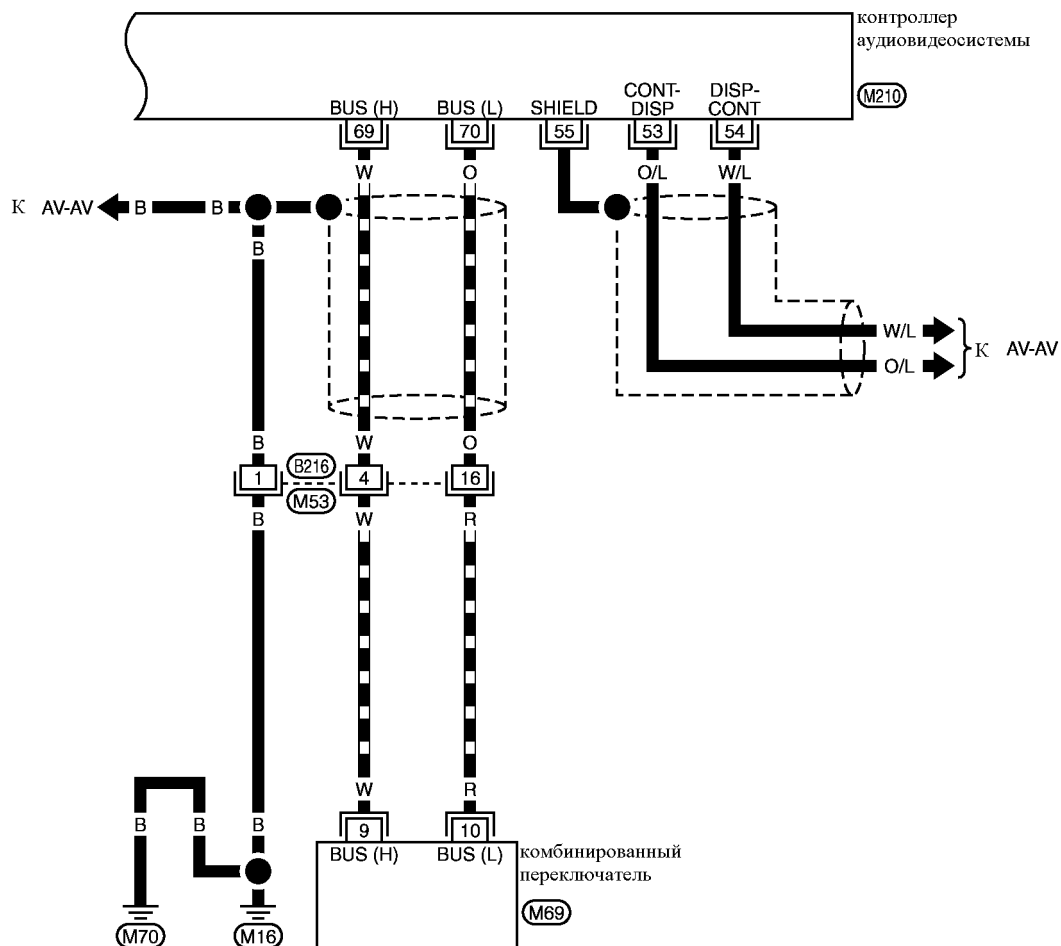 контроллер
аудиовидеосистемы
M210
BUS (H) BUS (L) SHIELD CONT-DISP DISP-CONT
69 70 55 53 54
W O O/L W/L
К AV-AV B B
B
W/L
К AV-AV
O/L
B W O
1 B216 4 16
M53
B W R
W R
B B B
9 10
BUS (H) BUS (L)
комбинированный
переключатель
M69
M70 M16